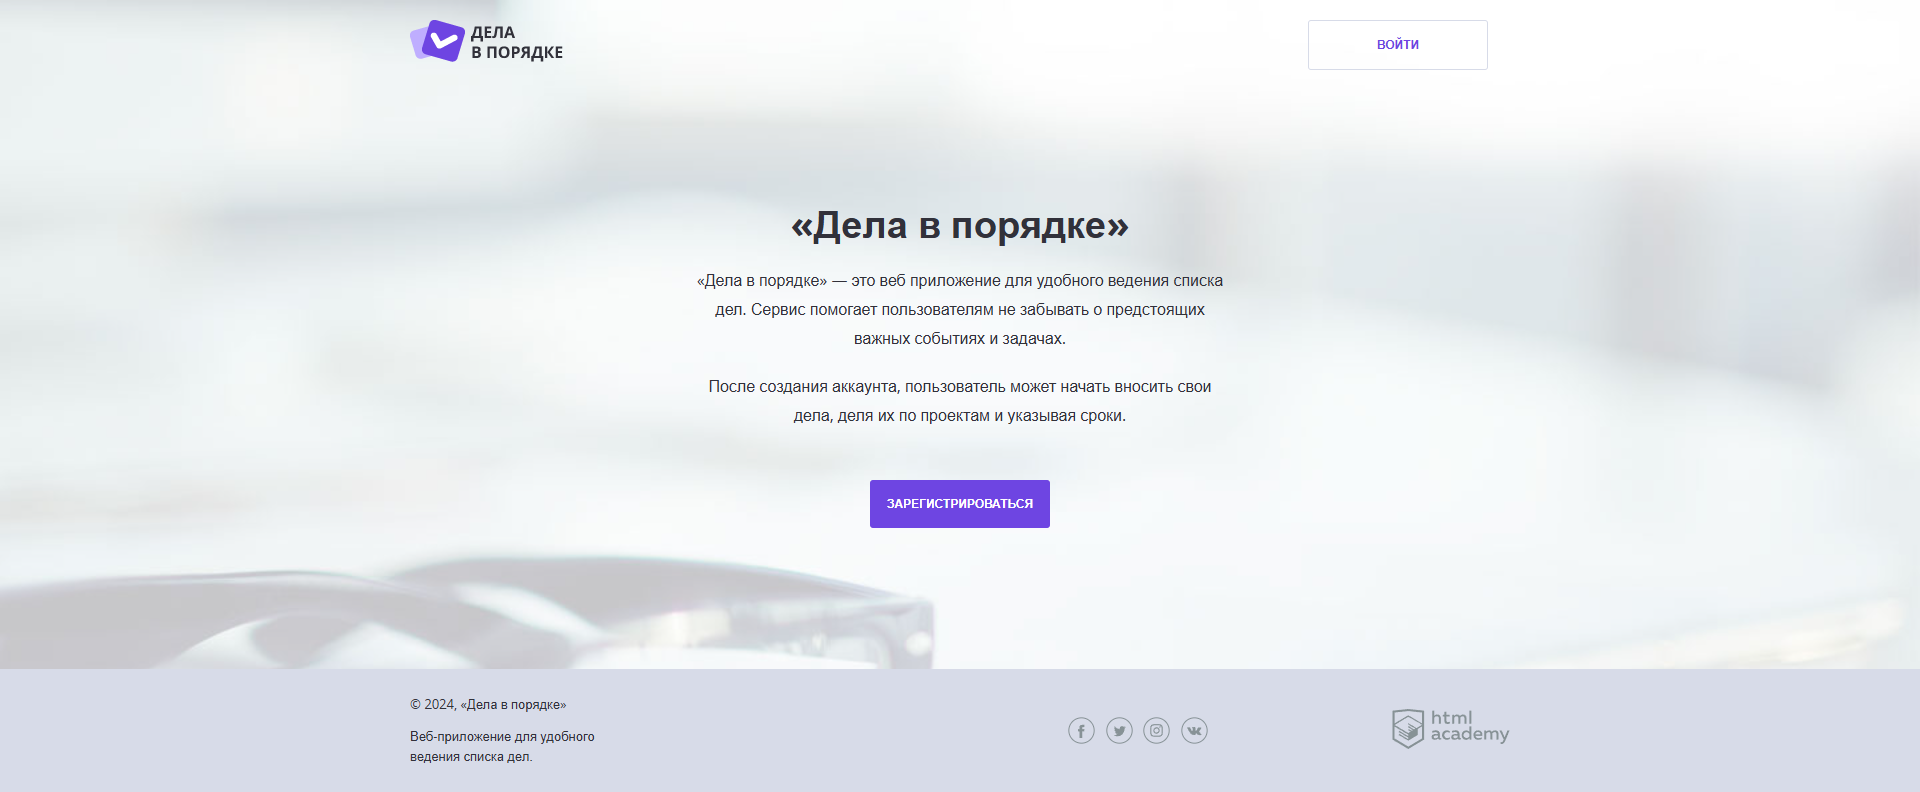 ДЕЛА
В ПОРЯДКЕ
ВОЙТИ
«Дела в порядке»
«Дела в порядке» — это веб приложение для удобного ведения списка
дел. Сервис помогает пользователям не забывать о предстоящих
важных событиях и задачах.
После создания аккаунта, пользователь может начать вносить свои
дела, деля их по проектам и указывая сроки.
ЗАРЕГИСТРИРОВАТЬСЯ
© 2024, «Дела в порядке»
Веб-приложение для удобного
ведения списка дел.
html
academy